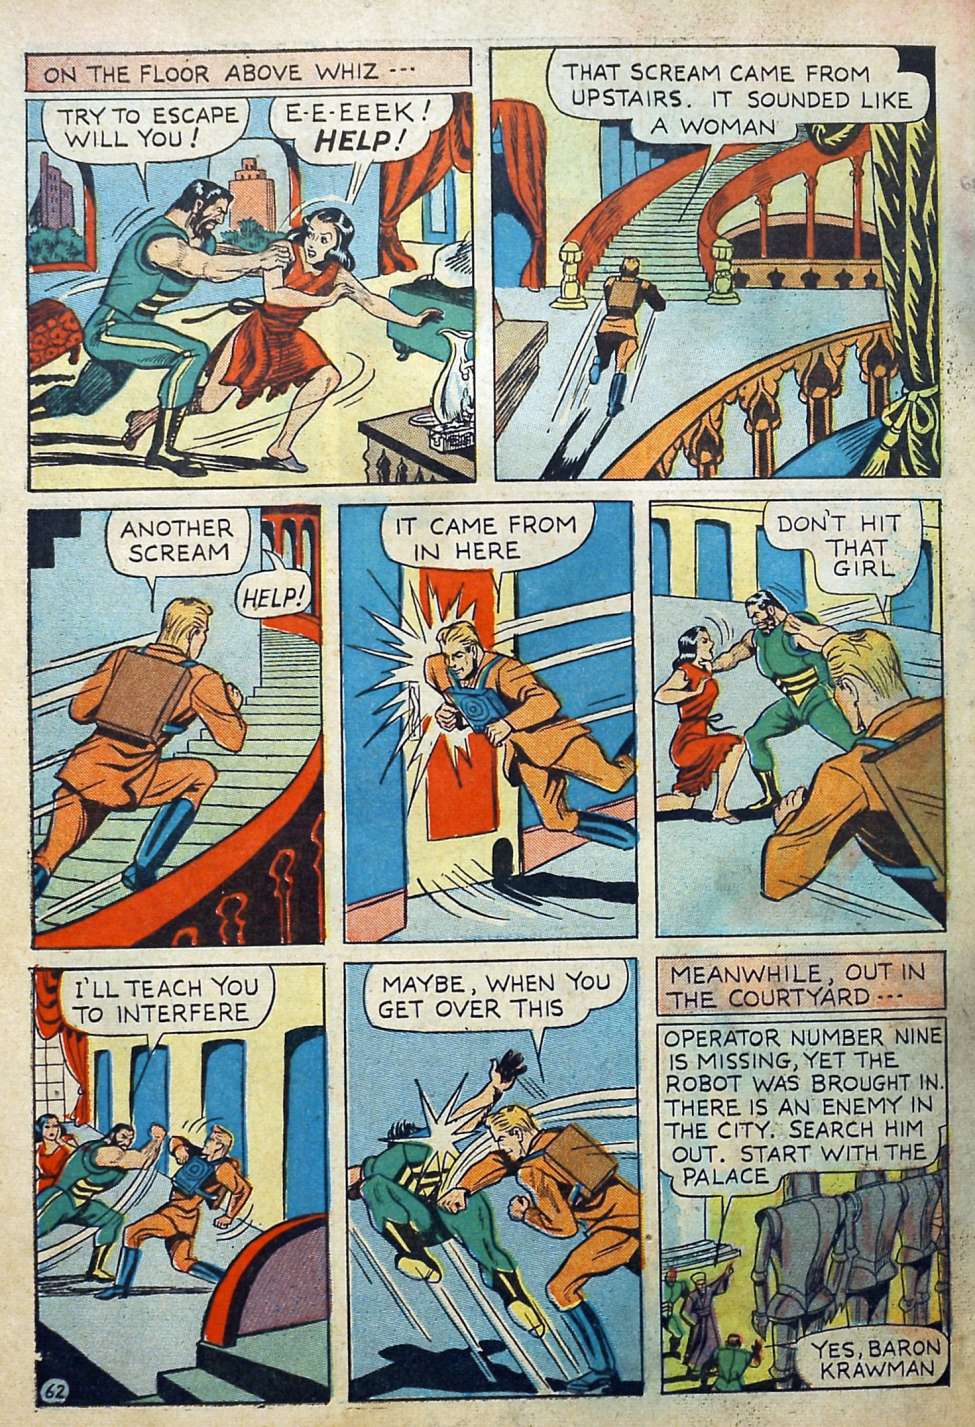 ON THE FLOOR ABOVE WHIZ ---
TRY TO ESCAPE
WILL YOU!
E-E-EEEK!
HELP!
THAT SCREAM CAME FROM
UPSTAIRS. IT SOUNDED LIKE
A WOMAN
ANOTHER
SCREAM
HELP!
IT CAME FROM
IN HERE
DON'T HIT
THAT
GIRL
I'LL TEACH YOU
TO INTERFERE
MAYBE, WHEN YOU
GET OVER THIS
MEANWHILE, OUT IN
THE COURTYARD ---
OPERATOR NUMBER NINE
IS MISSING, YET THE
ROBOT WAS BROUGHT IN.
THERE IS AN ENEMY IN
THE CITY. SEARCH HIM
OUT. START WITH THE
PALACE
YES, BARON
KRAWMAN
62